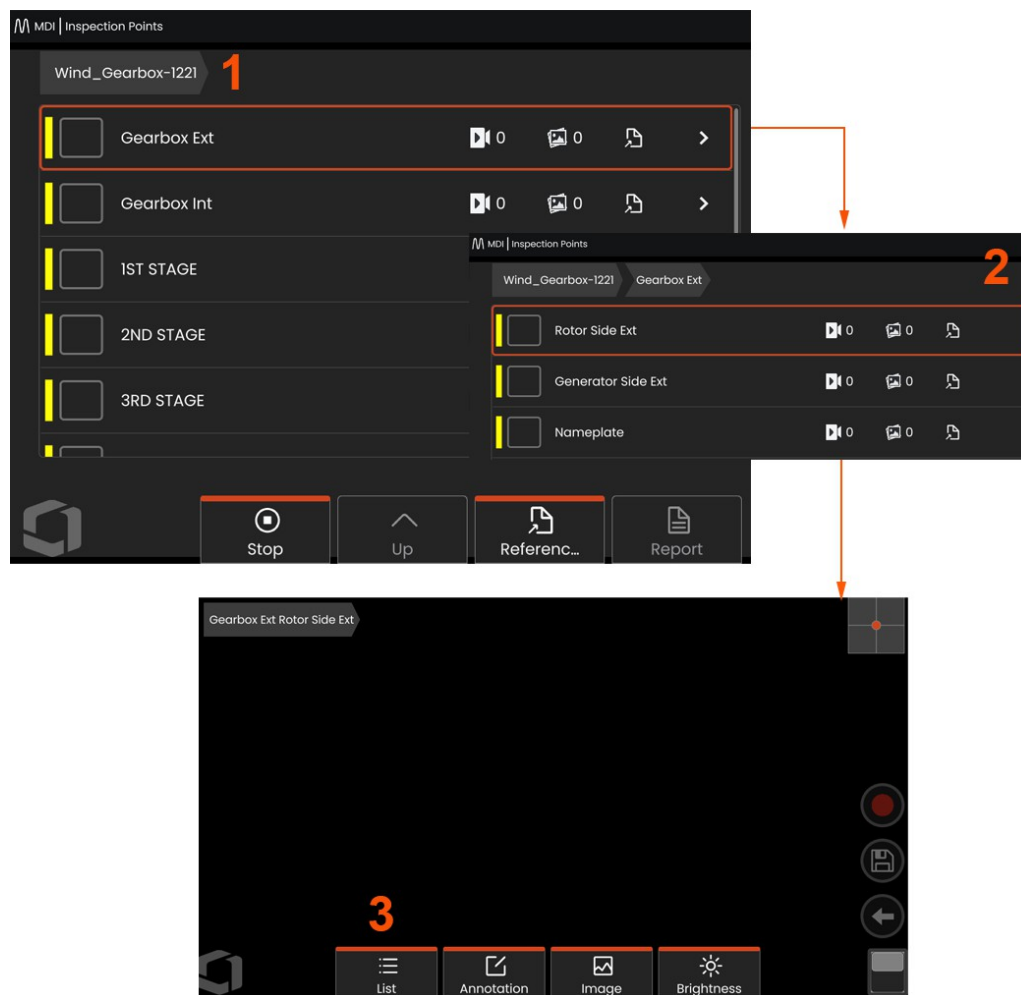 MDI | Inspection Points
Wind_Gearbox-1221
1
Gearbox Ext 0 0
Gearbox Int 0 0
1ST STAGE
2ND STAGE
3RD STAGE
Stop Up Referenc... Report
MDI | Inspection Points
2
Wind_Gearbox-1221 Gearbox Ext
Rotor Side Ext 0 0
Generator Side Ext 0 0
Nameplate 0 0
Gearbox Ext Rotor Side Ext
3
List Annotation Image Brightness